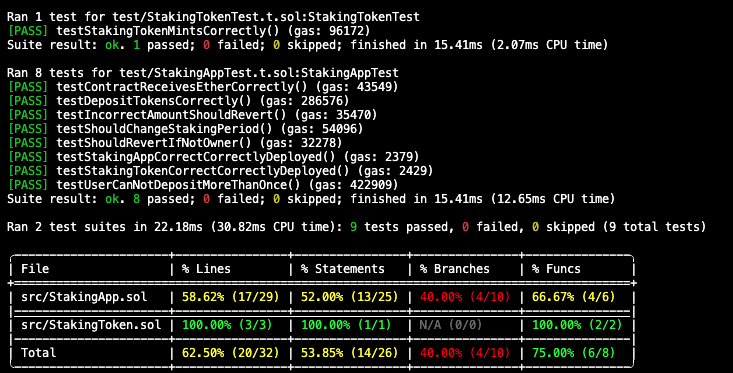 Ran 1 test for test/StakingTokenTest.t.sol:StakingTokenTest
[PASS] testStakingTokenMintsCorrectly() (gas: 96172)
Suite result: ok. 1 passed; 0 failed; 0 skipped; finished in 15.41ms (2.07ms CPU time)
Ran 8 tests for test/StakingAppTest.t.sol:StakingAppTest
[PASS] testContractReceivesEtherCorrectly() (gas: 43549)
[PASS] testDepositTokensCorrectly() (gas: 286576)
[PASS] testIncorrectAmountShouldRevert() (gas: 35470)
[PASS] testShouldChangeStakingPeriod() (gas: 54096)
[PASS] testShouldRevertIfNotOwner() (gas: 32278)
[PASS] testStakingAppCorrectCorrectlyDeployed() (gas: 2379)
[PASS] testStakingTokenCorrectCorrectlyDeployed() (gas: 2429)
[PASS] testUserCanNotDepositMoreThanOnce() (gas: 422909)
Suite result: ok. 8 passed; 0 failed; 0 skipped; finished in 15.41ms (12.65ms CPU time)
Ran 2 test suites in 22.18ms (30.82ms CPU time): 9 tests passed, 0 failed, 0 skipped (9 total tests)
| File | % Lines | % Statements | % Branches | % Funcs |
| src/StakingApp.sol | 58.62% (17/29) | 52.00% (13/25) | 40.00% (4/10) | 66.67% (4/6) |
| src/StakingToken.sol | 100.00% (3/3) | 100.00% (1/1) | N/A (0/0) | 100.00% (2/2) |
| Total | 62.50% (20/32) | 53.85% (14/26) | 40.00% (4/10) | 75.00% (6/8) |